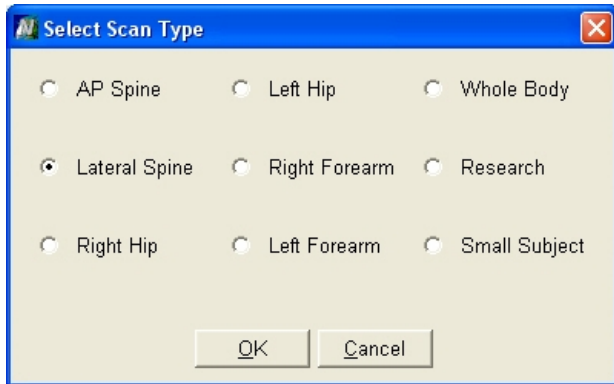 Select Scan Type
AP Spine Left Hip Whole Body
Lateral Spine Right Forearm Research
Right Hip Left Forearm Small Subject
OK Cancel